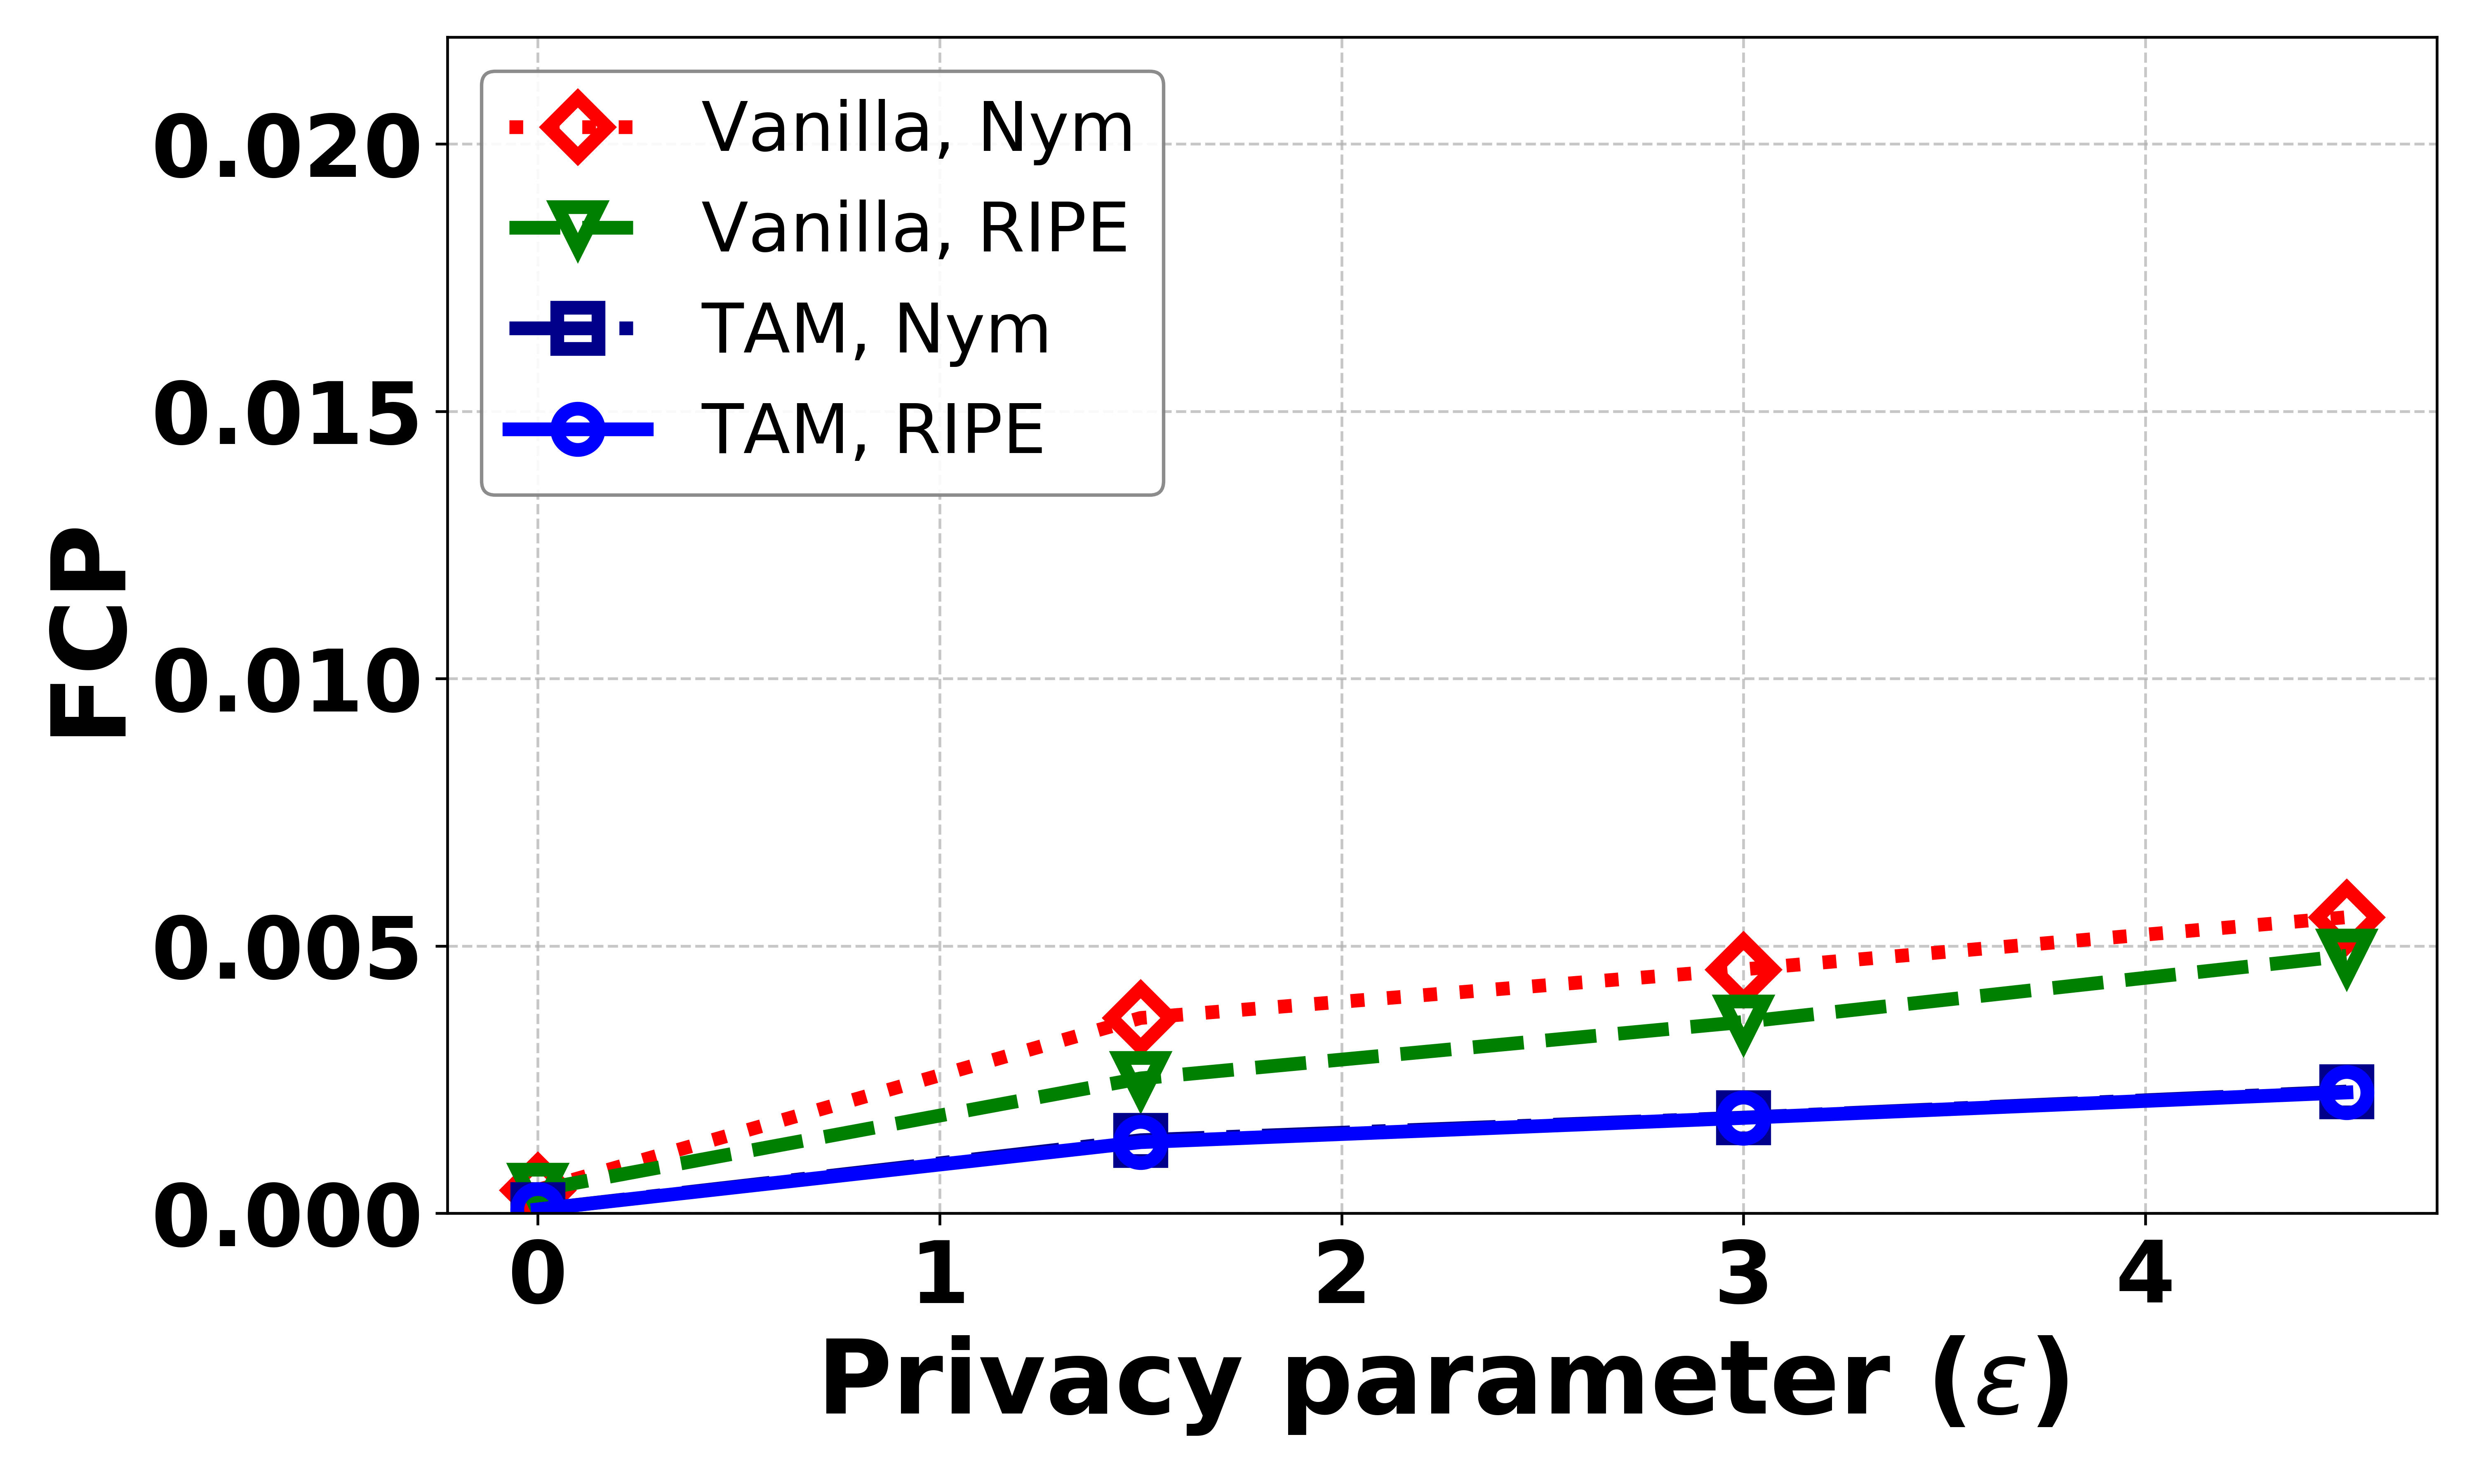 Vanilla, Nym
Vanilla, RIPE
TAM, Nym
TAM, RIPE
FCP
0.020
0.015
0.010
0.005
0.000
0 1 2 3 4
Privacy parameter (ε)